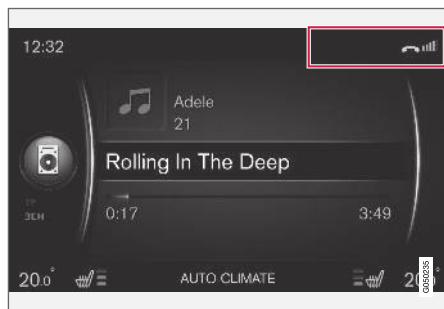 12:32
Adele
21
Rolling In The Deep
0:17
3:49
20.0°
AUTO CLIMATE
G050235